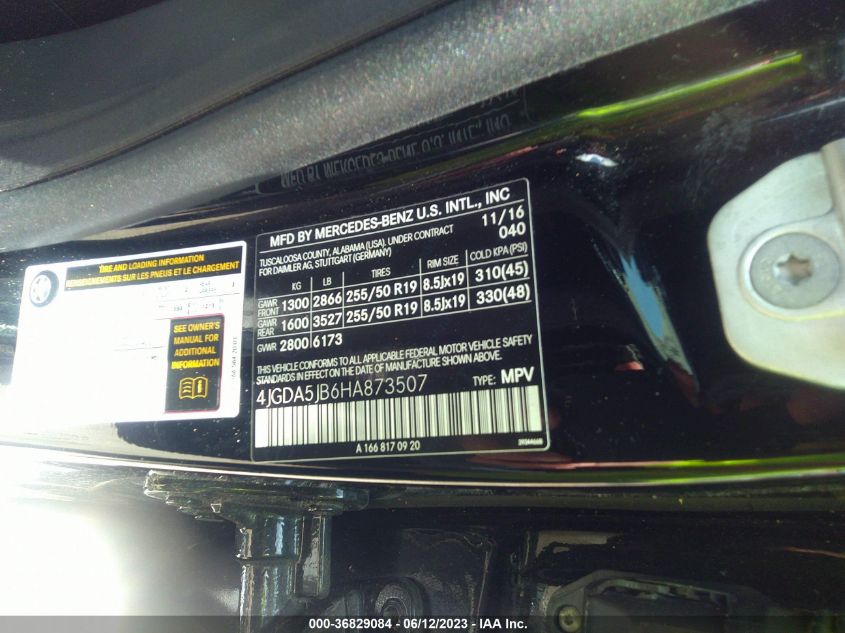 MFD BY MERCEDES-BENZ U.S. INTL., INC
11/16
TUSCALOOSA COUNTY, ALABAMA (USA). UNDER CONTRACT 040
FOR DAIMLER AG, STUTTGART (GERMANY)
KG LB TIRES RIM SIZE COLD KPA (PSI)
GAWR FRONT 1300 2866 255/50 R19 8.5Jx19 310(45)
GAWR REAR 1600 3527 255/50 R19 8.5Jx19 330(48)
GVWR 2800 6173
THIS VEHICLE CONFORMS TO ALL APPLICABLE FEDERAL MOTOR VEHICLE SAFETY
STANDARDS IN EFFECT ON THE DATE OF MANUFACTURE SHOWN ABOVE.
4JGDA5JB6HA873507 TYPE: MPV
A 166 817 09 20
TIRE AND LOADING INFORMATION
RENSEIGNEMENTS SUR LES PNEUS ET LE CHARGEMENT
SEE OWNER'S
MANUAL FOR
ADDITIONAL
INFORMATION
000-36829084 - 06/12/2023 - IAA Inc.